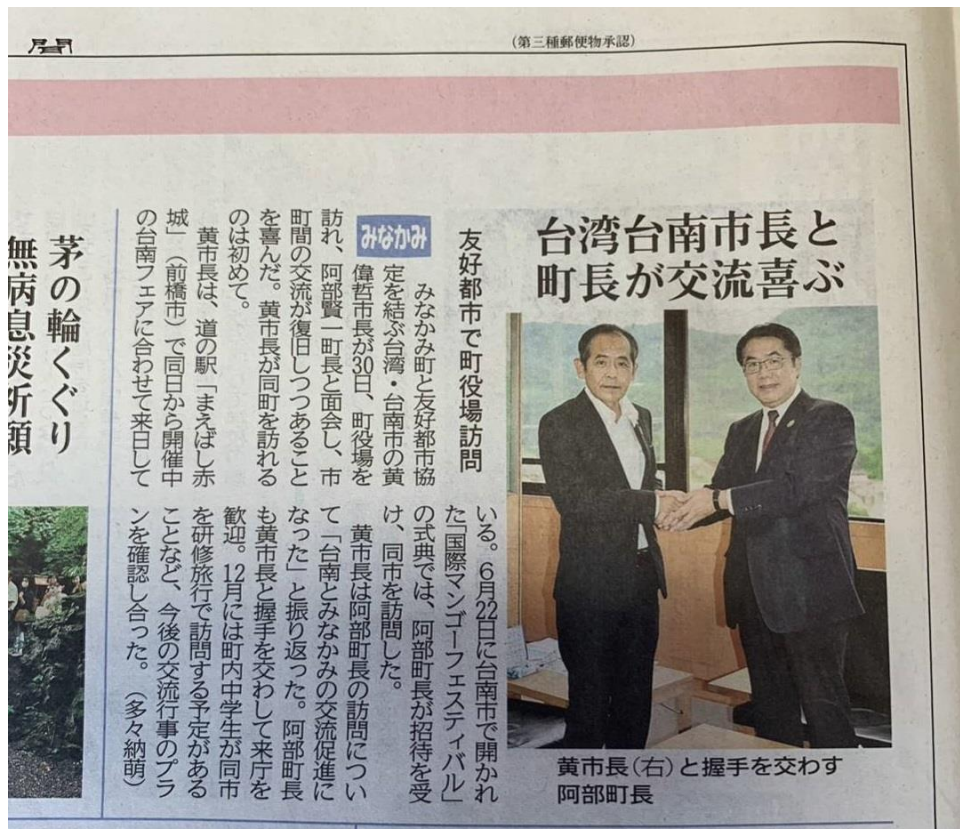 聞
(第三種郵便物承認)
台湾台南市長と
町長が交流喜ぶ
友好都市で町役場訪問
みなかみ
みなかみ町と友好都市協
定を結ぶ台湾・台南市の黄
偉哲市長が30日、町役場を
訪れ、阿部賢一町長と面会し、市
町間の交流が復旧しつつあること
を喜んだ。黄市長が同町を訪れる
のは初めて。
黄市長は、道の駅「まえばし赤
城」(前橋市)で同日から開催中
の台南フェアに合わせて来日して
いる。6月22日に台南市で開かれ
た「国際マンゴーフェスティバル」
の式典では、阿部町長が招待を受
け、同市を訪問した。
黄市長は阿部町長の訪問につい
て「台南とみなかみの交流促進に
なった」と振り返った。阿部町長
も黄市長と握手を交わして来庁を
歓迎。12月には町内中学生が同市
を研修旅行で訪問する予定がある
ことなど、今後の交流行事のプラ
ンを確認し合った。(多々納萌)
黄市長(右)と握手を交わす
阿部町長
茅の輪くぐり
無病息災祈願